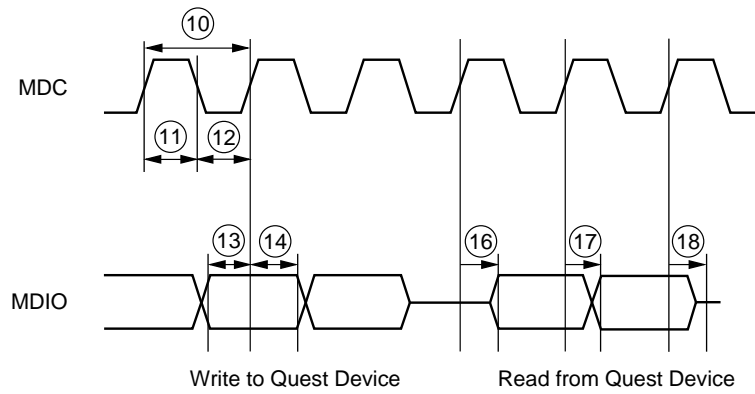 10
MDC
11 12
13 14 16 17 18
MDIO
Write to Quest Device Read from Quest Device